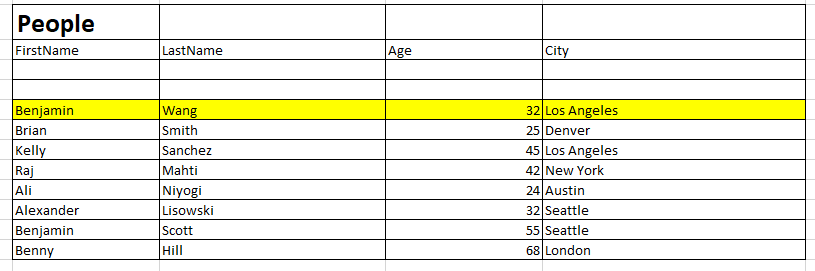 People
FirstName LastName Age City
Benjamin Wang 32 Los Angeles
Brian Smith 25 Denver
Kelly Sanchez 45 Los Angeles
Raj Mahti 42 New York
Ali Niyogi 24 Austin
Alexander Lisowski 32 Seattle
Benjamin Scott 55 Seattle
Benny Hill 68 London